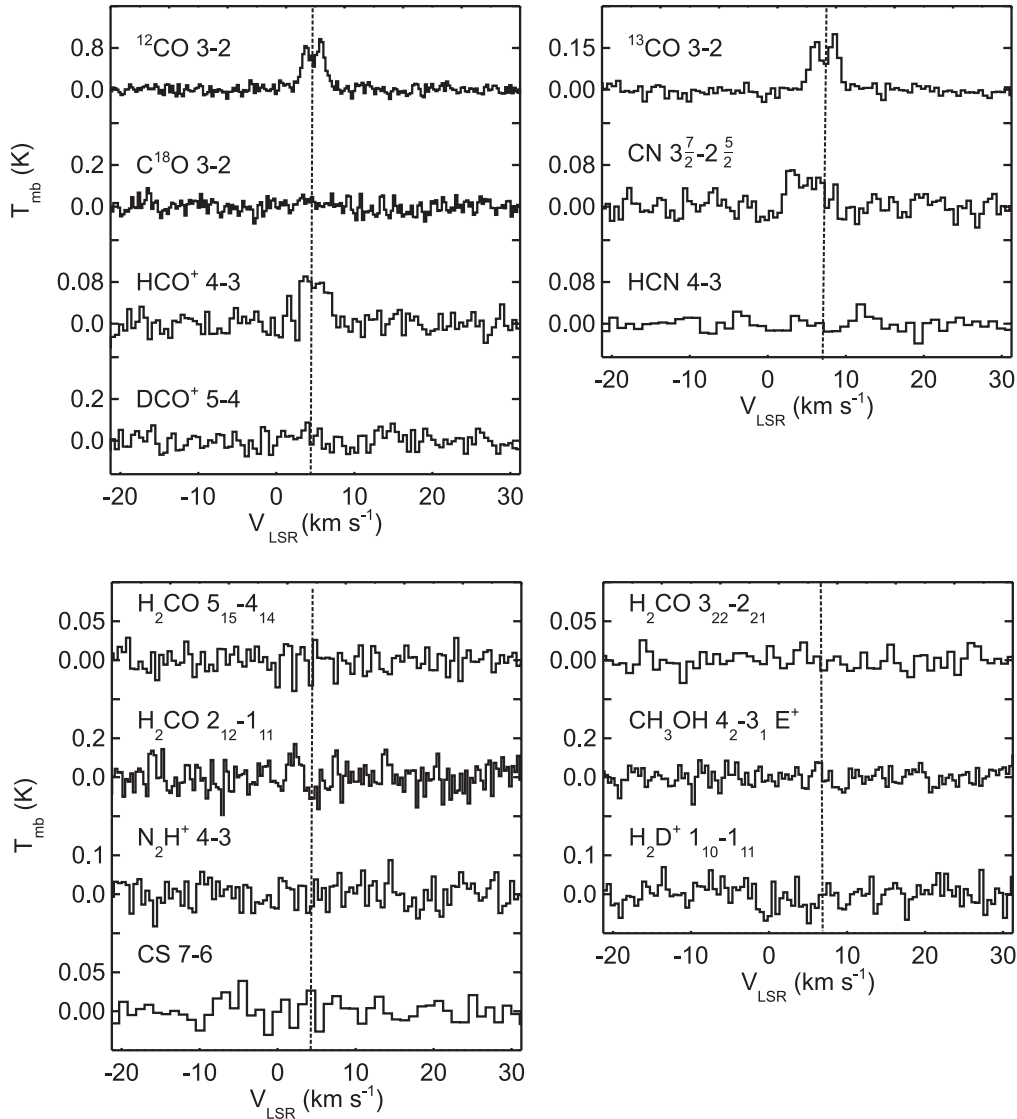 ¹²CO 3-2
0.8
0.0
C¹⁸O 3-2
0.2
0.0
HCO⁺ 4-3
0.08
0.0
DCO⁺ 5-4
0.2
0.0
T_mb (K)
-20 -10 0 10 20 30
V_LSR (km s⁻¹)
¹³CO 3-2
0.15
0.00
CN 3 7/2-2 5/2
0.08
0.00
HCN 4-3
0.08
0.00
-20 -10 0 10 20 30
V_LSR (km s⁻¹)
H₂CO 5₁₅-4₁₄
0.05
0.00
H₂CO 2₁₂-1₁₁
0.2
0.0
N₂H⁺ 4-3
0.1
0.0
CS 7-6
0.05
0.00
T_mb (K)
-20 -10 0 10 20 30
V_LSR (km s⁻¹)
H₂CO 3₂₂-2₂₁
0.05
0.00
CH₃OH 4₂-3₁ E⁺
0.2
0.0
H₂D⁺ 1₁₀-1₁₁
0.1
0.0
-20 -10 0 10 20 30
V_LSR (km s⁻¹)